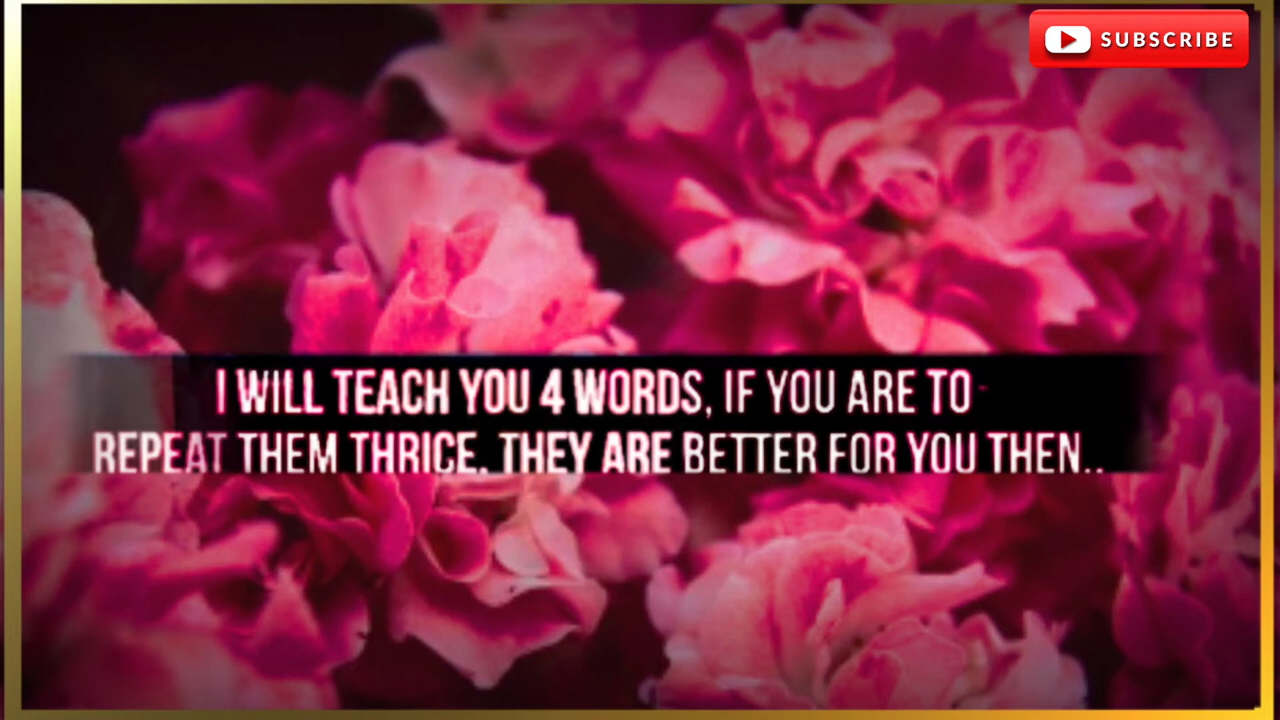 SUBSCRIBE
I WILL TEACH YOU 4 WORDS, IF YOU ARE TO
REPEAT THEM THRICE, THEY ARE BETTER FOR YOU THEN..